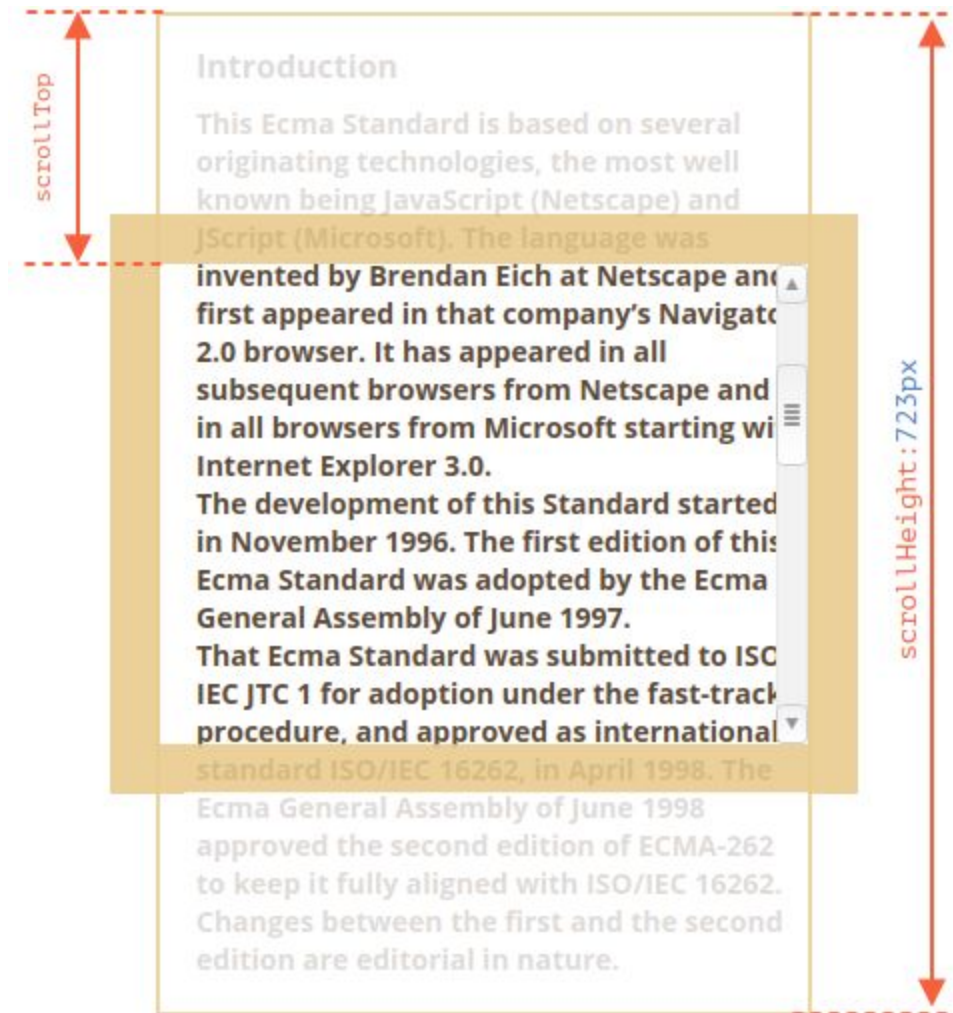 scrollTop
Introduction
This Ecma Standard is based on several
originating technologies, the most well
known being JavaScript (Netscape) and
JScript (Microsoft). The language was
invented by Brendan Eich at Netscape and
first appeared in that company’s Navigato
2.0 browser. It has appeared in all
subsequent browsers from Netscape and
in all browsers from Microsoft starting wi
Internet Explorer 3.0.
The development of this Standard started
in November 1996. The first edition of this
Ecma Standard was adopted by the Ecma
General Assembly of June 1997.
That Ecma Standard was submitted to ISO
IEC JTC 1 for adoption under the fast-track
procedure, and approved as international
standard ISO/IEC 16262, in April 1998. The
Ecma General Assembly of June 1998
approved the second edition of ECMA-262
to keep it fully aligned with ISO/IEC 16262.
Changes between the first and the second
edition are editorial in nature.
scrollHeight:723px